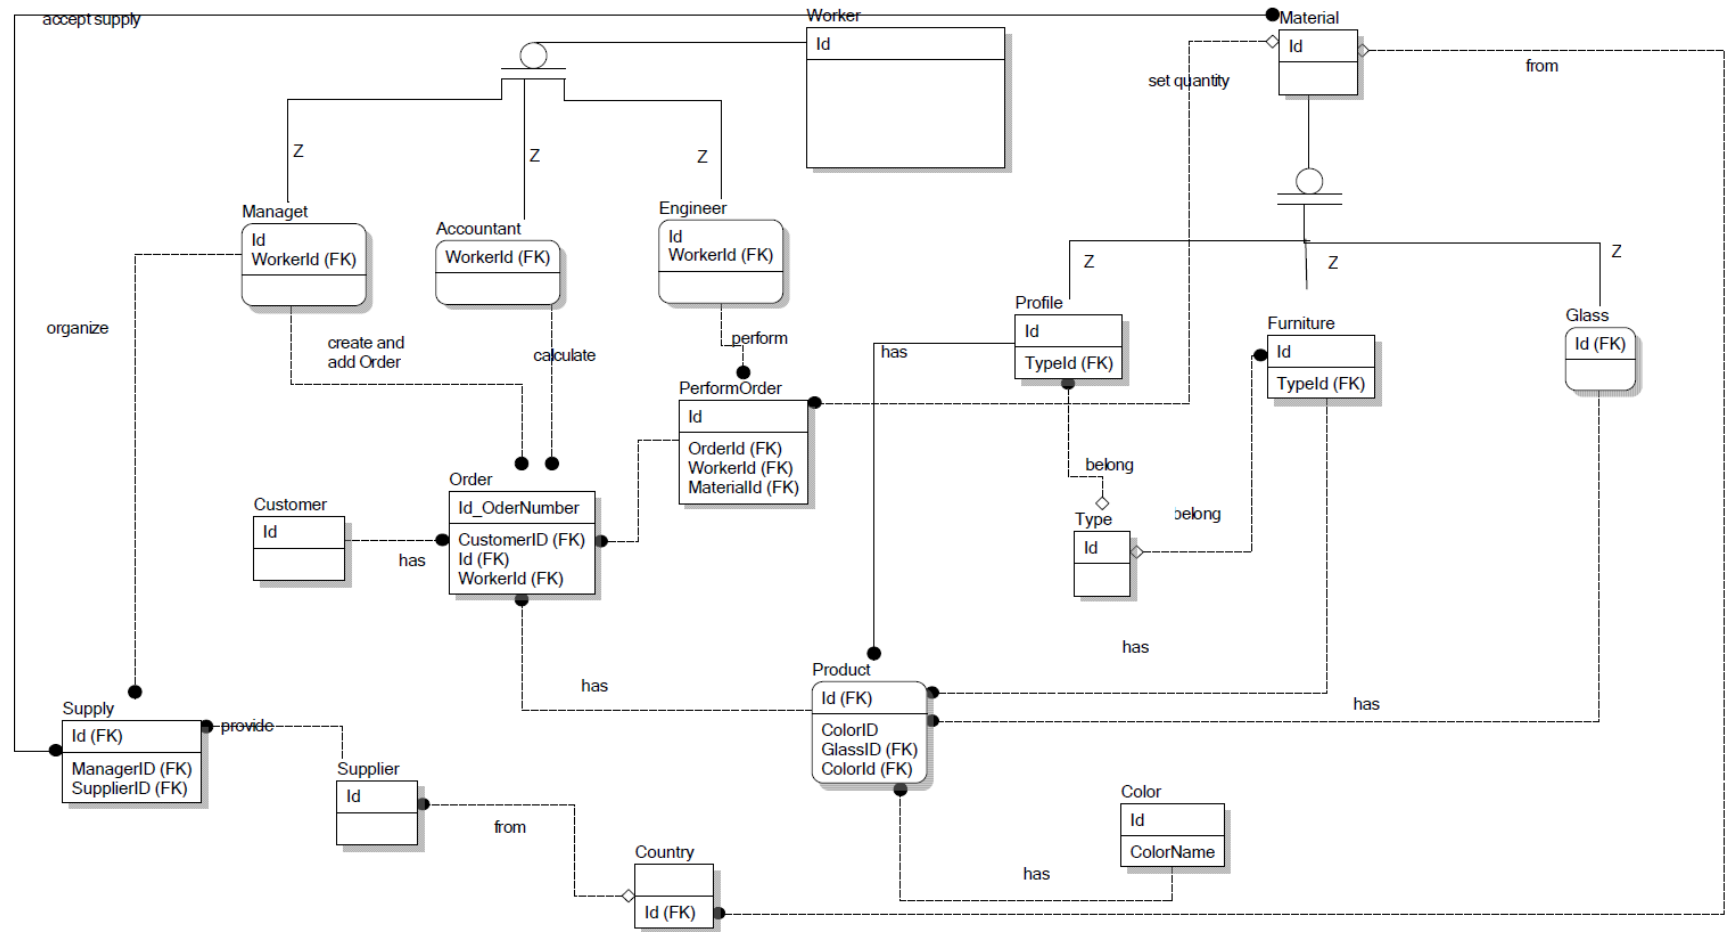 accept supply
Worker
Id
Material
Id
from
set quantity
Z
Z
Z
Managet
Id
WorkerId (FK)
Accountant
WorkerId (FK)
Engineer
Id
WorkerId (FK)
Z
Z
Z
organize
create and
add Order
calculate
perform
Profile
Id
TypeId (FK)
has
Furniture
Id
TypeId (FK)
Glass
Id (FK)
PerformOrder
Id
OrderId (FK)
WorkerId (FK)
MaterialId (FK)
belong
belong
Type
Id
Customer
Id
has
Order
Id_OderNumber
CustomerID (FK)
Id (FK)
WorkerId (FK)
has
has
has
Product
Id (FK)
ColorID
GlassID (FK)
ColorId (FK)
Supply
Id (FK)
ManagerID (FK)
SupplierID (FK)
provide
Supplier
Id
from
Country
Id (FK)
Color
Id
ColorName
has